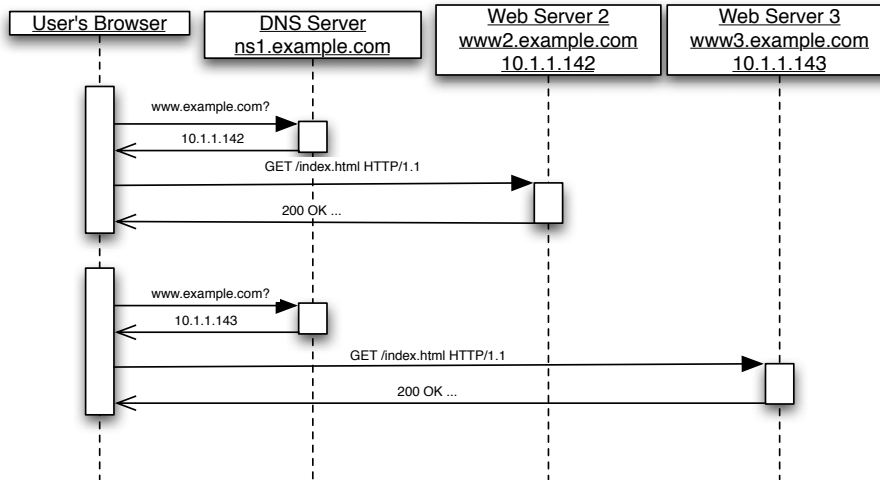 User's Browser
DNS Server
ns1.example.com
Web Server 2
www2.example.com
10.1.1.142
Web Server 3
www3.example.com
10.1.1.143
www.example.com?
10.1.1.142
GET /index.html HTTP/1.1
200 OK ...
www.example.com?
10.1.1.143
GET /index.html HTTP/1.1
200 OK ...